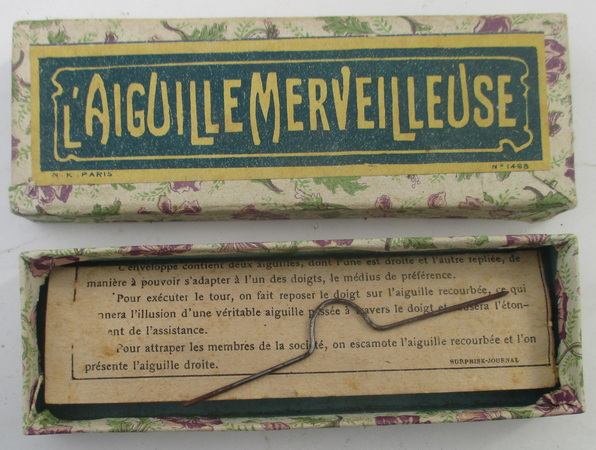 L'AIGUILLE MERVEILLEUSE
N. K. PARIS
N° 1468
L'enveloppe contient deux aiguilles, dont l'une est droite et l'autre repliée, de
manière à pouvoir s'adapter à l'un des doigts, le médius de préférence.
Pour exécuter le tour, on fait reposer le doigt sur l'aiguille recourbée, ce qui
nnera l'illusion d'une véritable aiguille passée à travers le doigt et causera l'éton-
ent de l'assistance.
Pour attraper les membres de la société, on escamote l'aiguille recourbée et l'on
présente l'aiguille droite.
SURPRISE-JOURNAL